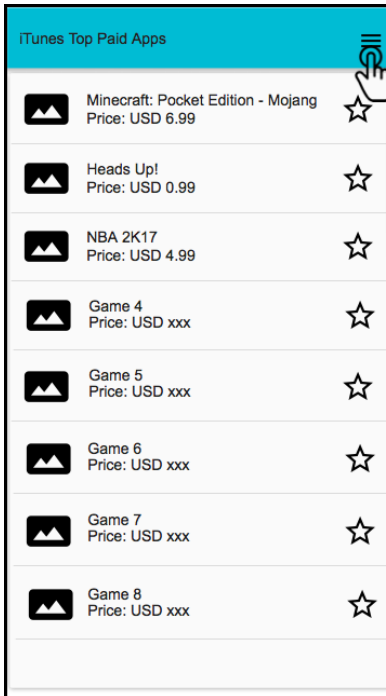 iTunes Top Paid Apps
Minecraft: Pocket Edition - Mojang
Price: USD 6.99
Heads Up!
Price: USD 0.99
NBA 2K17
Price: USD 4.99
Game 4
Price: USD xxx
Game 5
Price: USD xxx
Game 6
Price: USD xxx
Game 7
Price: USD xxx
Game 8
Price: USD xxx